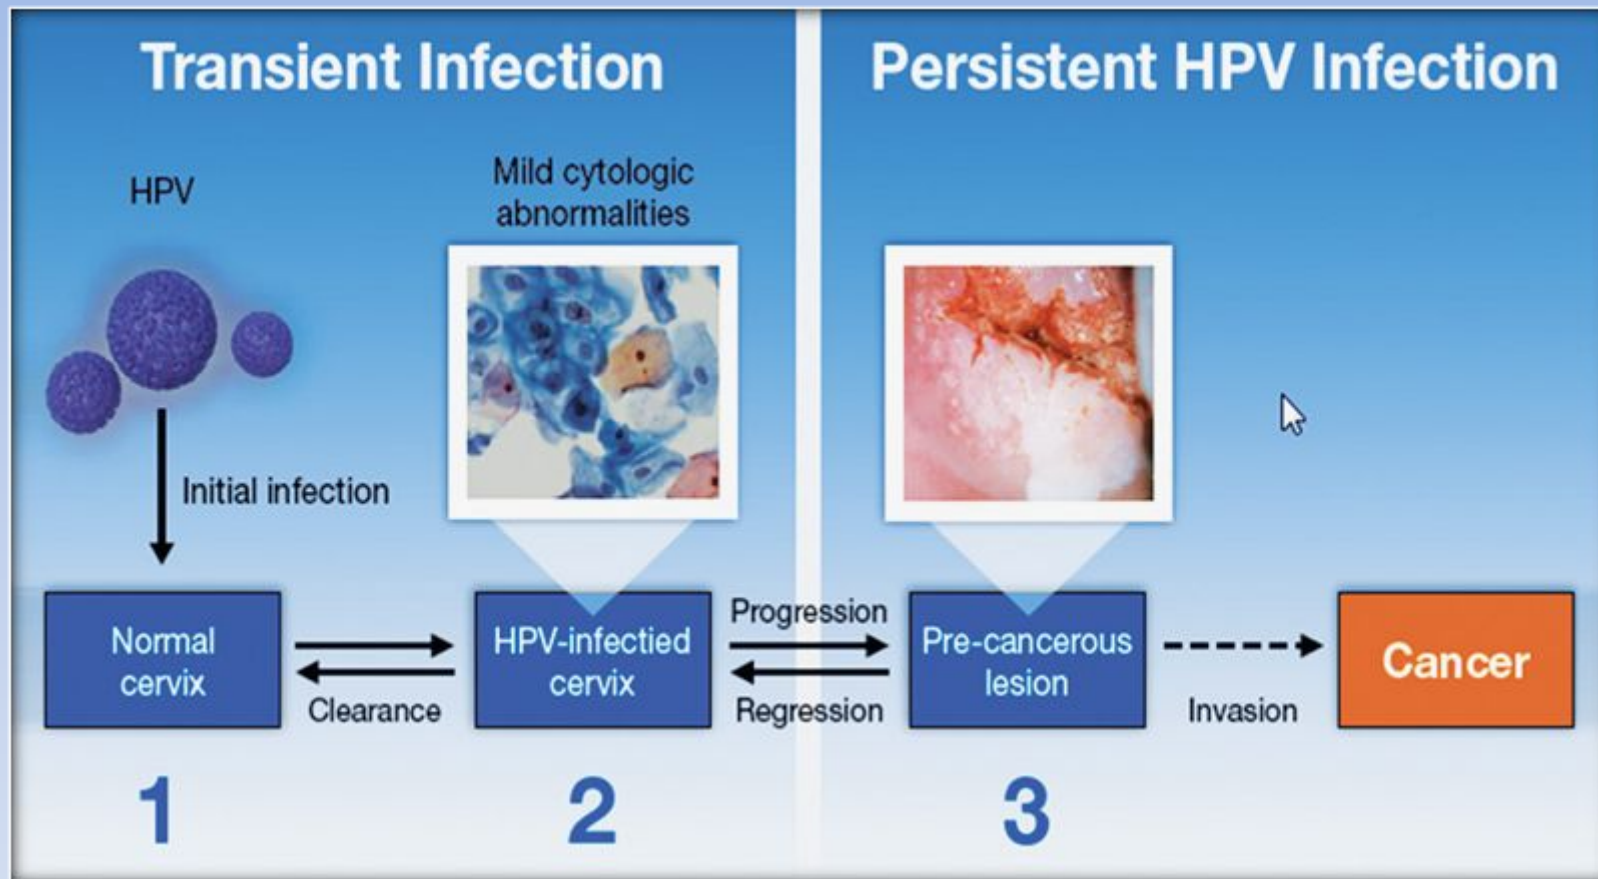 Transient Infection
Persistent HPV Infection
HPV
Mild cytologic
abnormalities
Initial infection
Normal
cervix
Clearance
HPV-infectied
cervix
Progression
Regression
Pre-cancerous
lesion
Invasion
Cancer
1
2
3